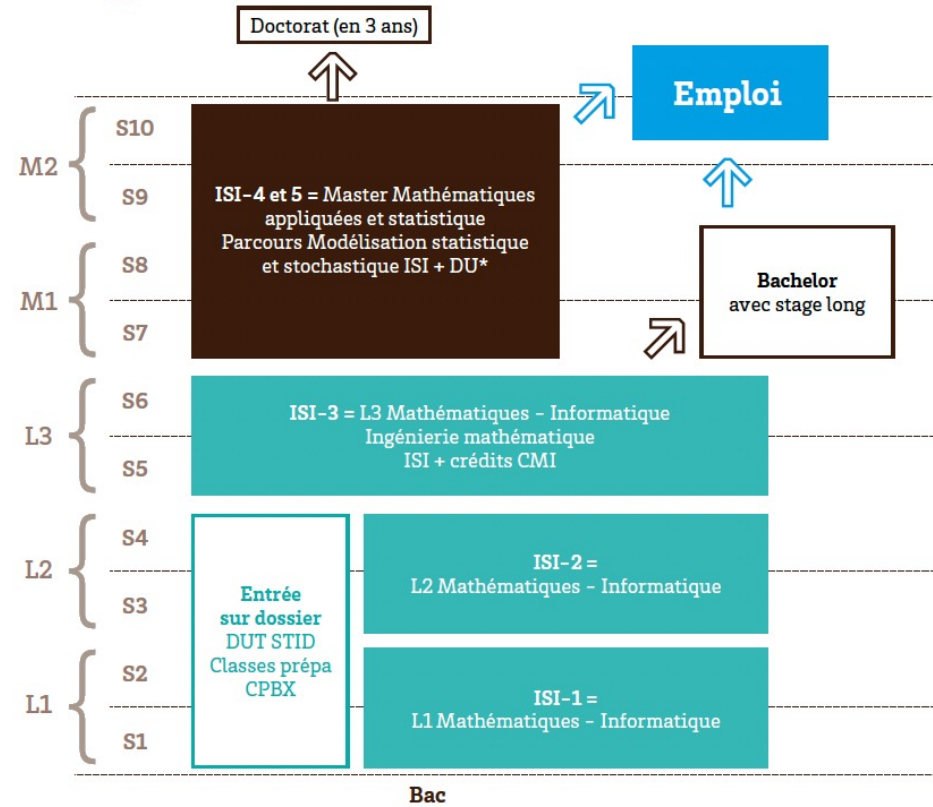 Doctorat (en 3 ans)
Emploi
M2
S10
S9
ISI-4 et 5 = Master Mathématiques
appliquées et statistique
Parcours Modélisation statistique
et stochastique ISI + DU*
M1
S8
S7
Bachelor
avec stage long
L3
S6
S5
ISI-3 = L3 Mathématiques - Informatique
Ingénierie mathématique
ISI + crédits CMI
L2
S4
S3
Entrée
sur dossier
DUT STID
Classes prépa
CPBX
ISI-2 =
L2 Mathématiques - Informatique
L1
S2
S1
ISI-1 =
L1 Mathématiques - Informatique
Bac